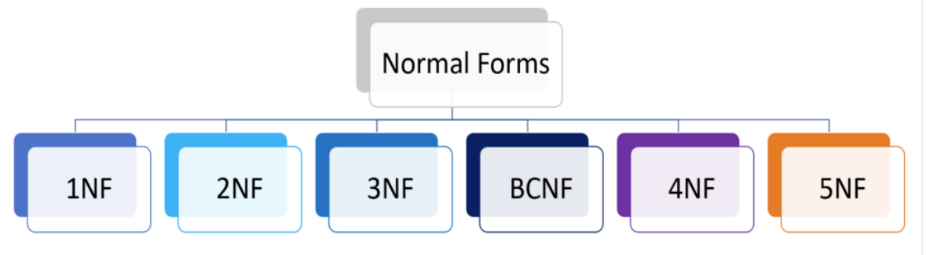 Normal Forms
1NF
2NF
3NF
BCNF
4NF
5NF